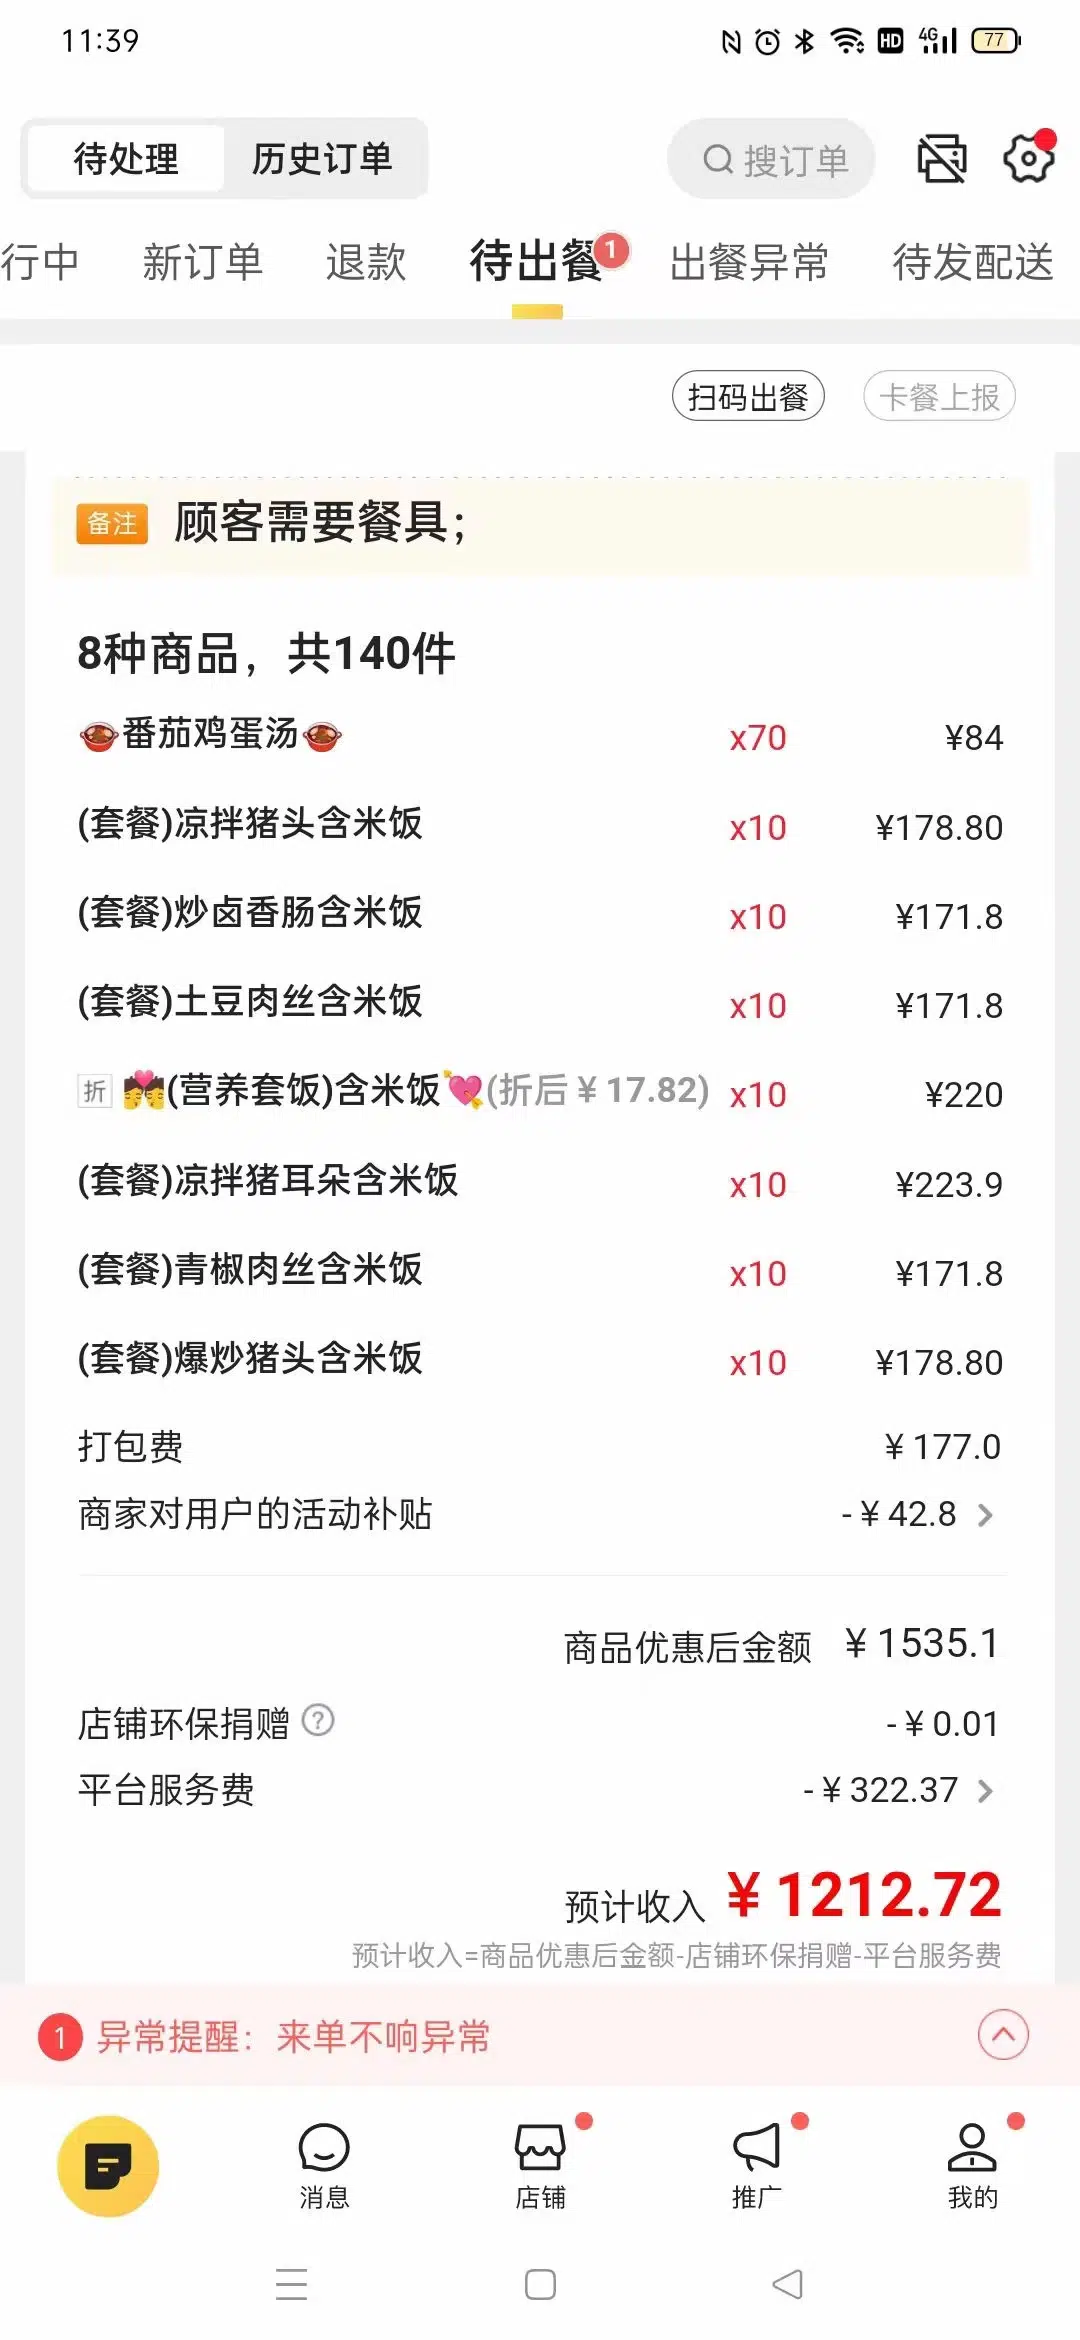 11:39
HD 4G 77
待处理 历史订单 搜订单
行中 新订单 退款 待出餐 1 出餐异常 待发配送
扫码出餐 卡餐上报
备注 顾客需要餐具；
8种商品，共140件
番茄鸡蛋汤 x70 ¥84
(套餐)凉拌猪头含米饭 x10 ¥178.80
(套餐)炒卤香肠含米饭 x10 ¥171.8
(套餐)土豆肉丝含米饭 x10 ¥171.8
折 (营养套饭)含米饭💘(折后¥17.82) x10 ¥220
(套餐)凉拌猪耳朵含米饭 x10 ¥223.9
(套餐)青椒肉丝含米饭 x10 ¥171.8
(套餐)爆炒猪头含米饭 x10 ¥178.80
打包费 ¥177.0
商家对用户的活动补贴 -¥42.8
商品优惠后金额 ¥1535.1
店铺环保捐赠 ? -¥0.01
平台服务费 -¥322.37
预计收入 ¥1212.72
预计收入=商品优惠后金额-店铺环保捐赠-平台服务费
1 异常提醒：来单不响异常
消息 店铺 推广 我的